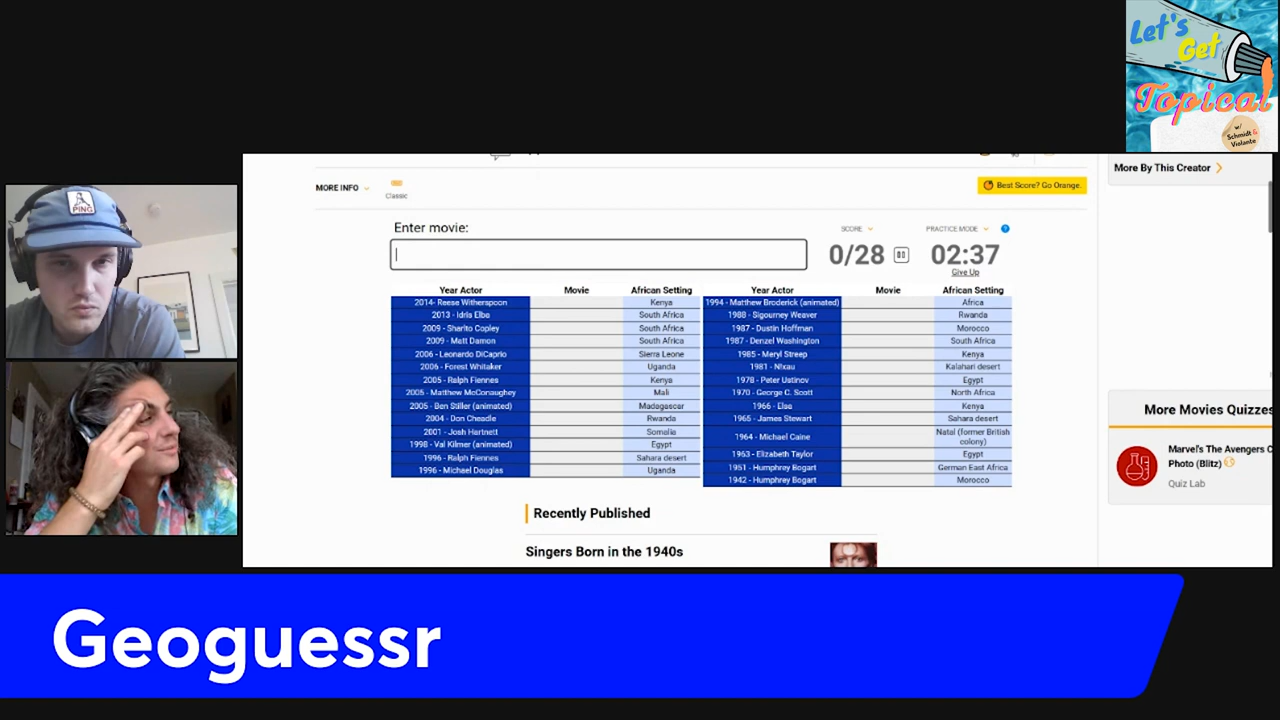 Let's
Get
Topical
w/
Schmidt &
Violante
MORE INFO
Classic
Best Score? Go Orange.
More By This Creator
PING
Enter movie:
SCORE
PRACTICE MODE
0/28
02:37
Give Up
Year Actor Movie African Setting
2014- Reese Witherspoon Kenya
2013 - Idris Elba South Africa
2009 - Sharlto Copley South Africa
2009 - Matt Damon South Africa
2006 - Leonardo DiCaprio Sierra Leone
2006 - Forest Whitaker Uganda
2005 - Ralph Fiennes Kenya
2005 - Matthew McConaughey Mali
2005 - Ben Stiller (animated) Madagascar
2004 - Don Cheadle Rwanda
2001 - Josh Hartnett Somalia
1998 - Val Kilmer (animated) Egypt
1996 - Ralph Fiennes Sahara desert
1996 - Michael Douglas Uganda
Year Actor Movie African Setting
1994 - Matthew Broderick (animated) Africa
1988 - Sigourney Weaver Rwanda
1987 - Dustin Hoffman Morocco
1987 - Denzel Washington South Africa
1985 - Meryl Streep Kenya
1981 - N!xau Kalahari desert
1978 - Peter Ustinov Egypt
1970 - George C. Scott North Africa
1966 - Elsa Kenya
1965 - James Stewart Sahara desert
1964 - Michael Caine Natal (former British
colony)
1963 - Elizabeth Taylor Egypt
1951 - Humphrey Bogart German East Africa
1942 - Humphrey Bogart Morocco
More Movies Quizzes
Marvel's The Avengers C
Photo (Blitz)
Quiz Lab
Recently Published
Singers Born in the 1940s
Geoguessr